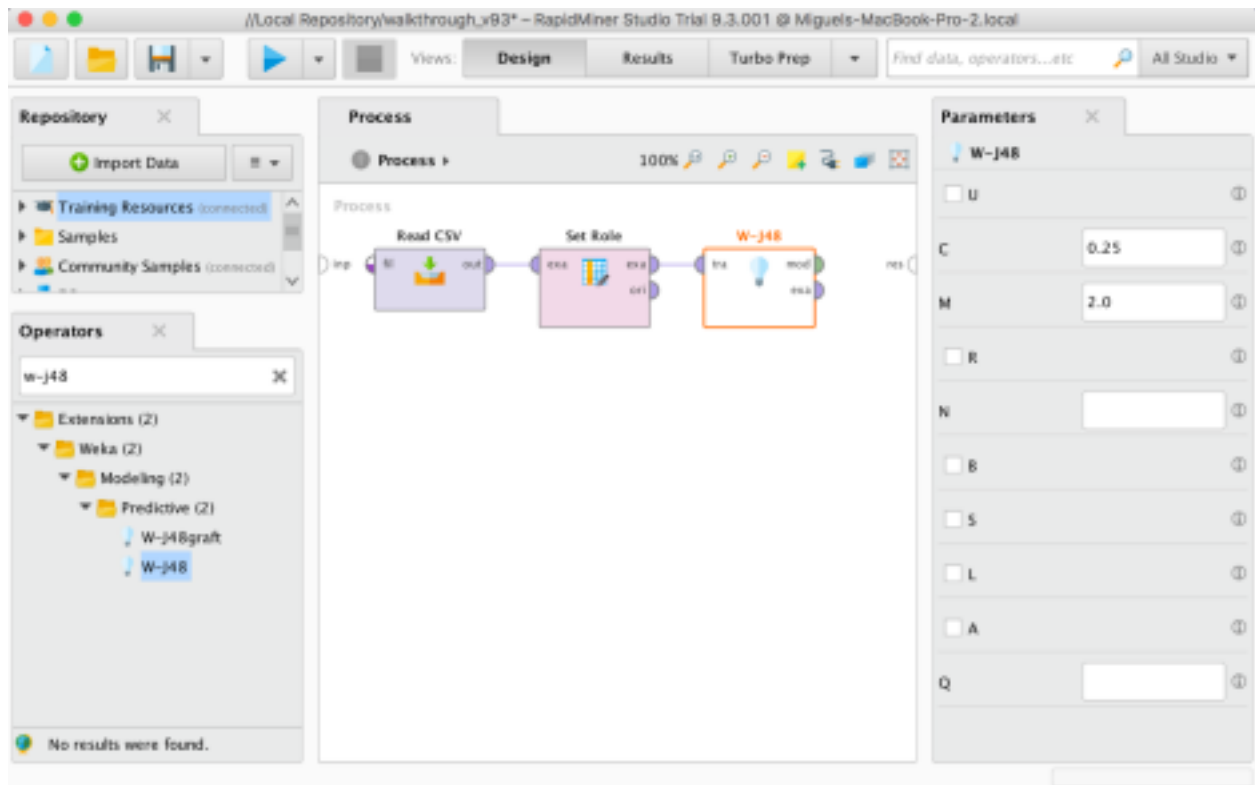 //Local Repository/walkthrough_v93* – RapidMiner Studio Trial 9.3.001 @ Miguels-MacBook-Pro-2.local
Views: Design Results Turbo Prep Find data, operators...etc All Studio
Repository
Import Data
Training Resources (connected)
Samples
Community Samples (connected)
Operators
w-j48
Extensions (2)
Weka (2)
Modeling (2)
Predictive (2)
W-J48graft
W-J48
No results were found.
Process
Process
100%
Process
Read CSV Set Role W-J48
inp fil out exa exa tra mod res
ori exa
Parameters
W-J48
U
C 0.25
M 2.0
R
N
B
S
L
A
Q